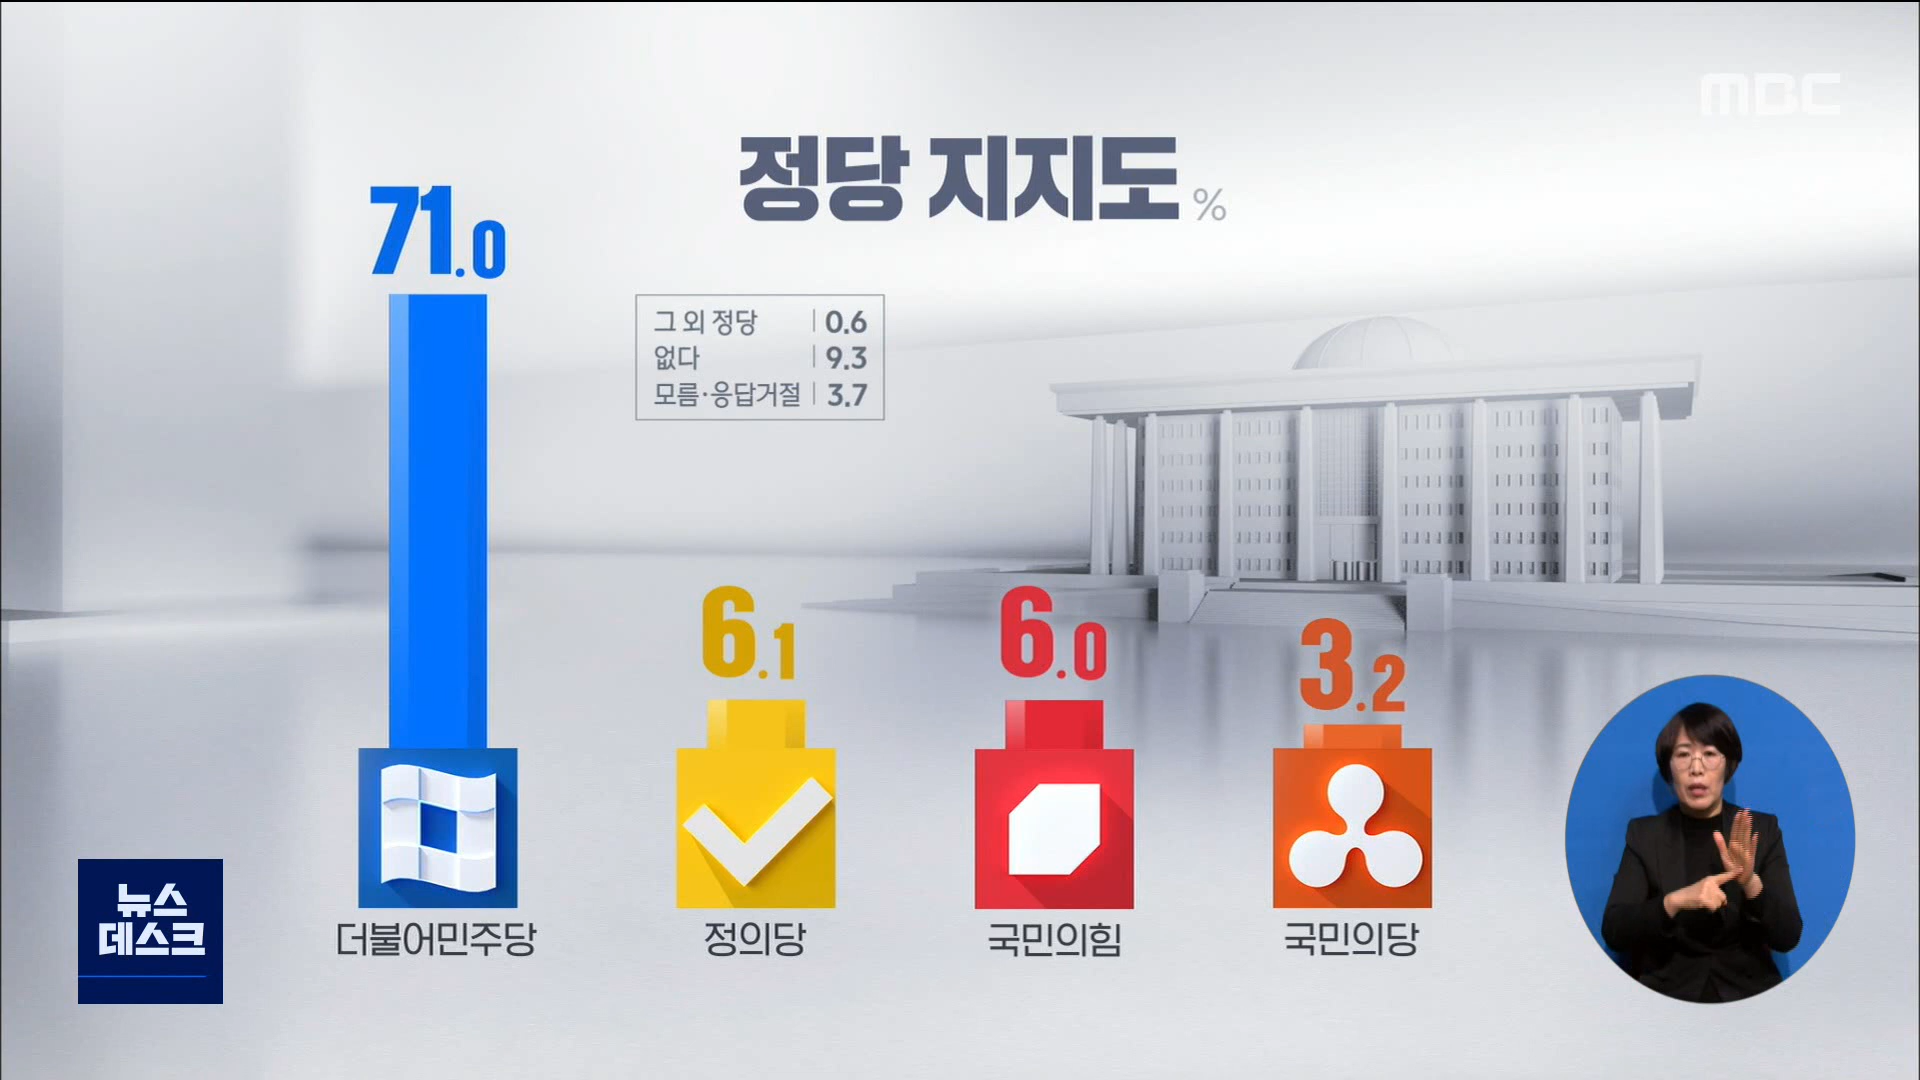 MBC
정당 지지도 %
71.0
그 외 정당 | 0.6
없다 | 9.3
모름·응답거절 | 3.7
6.1
6.0
3.2
더불어민주당
정의당
국민의힘
국민의당
뉴스
데스크